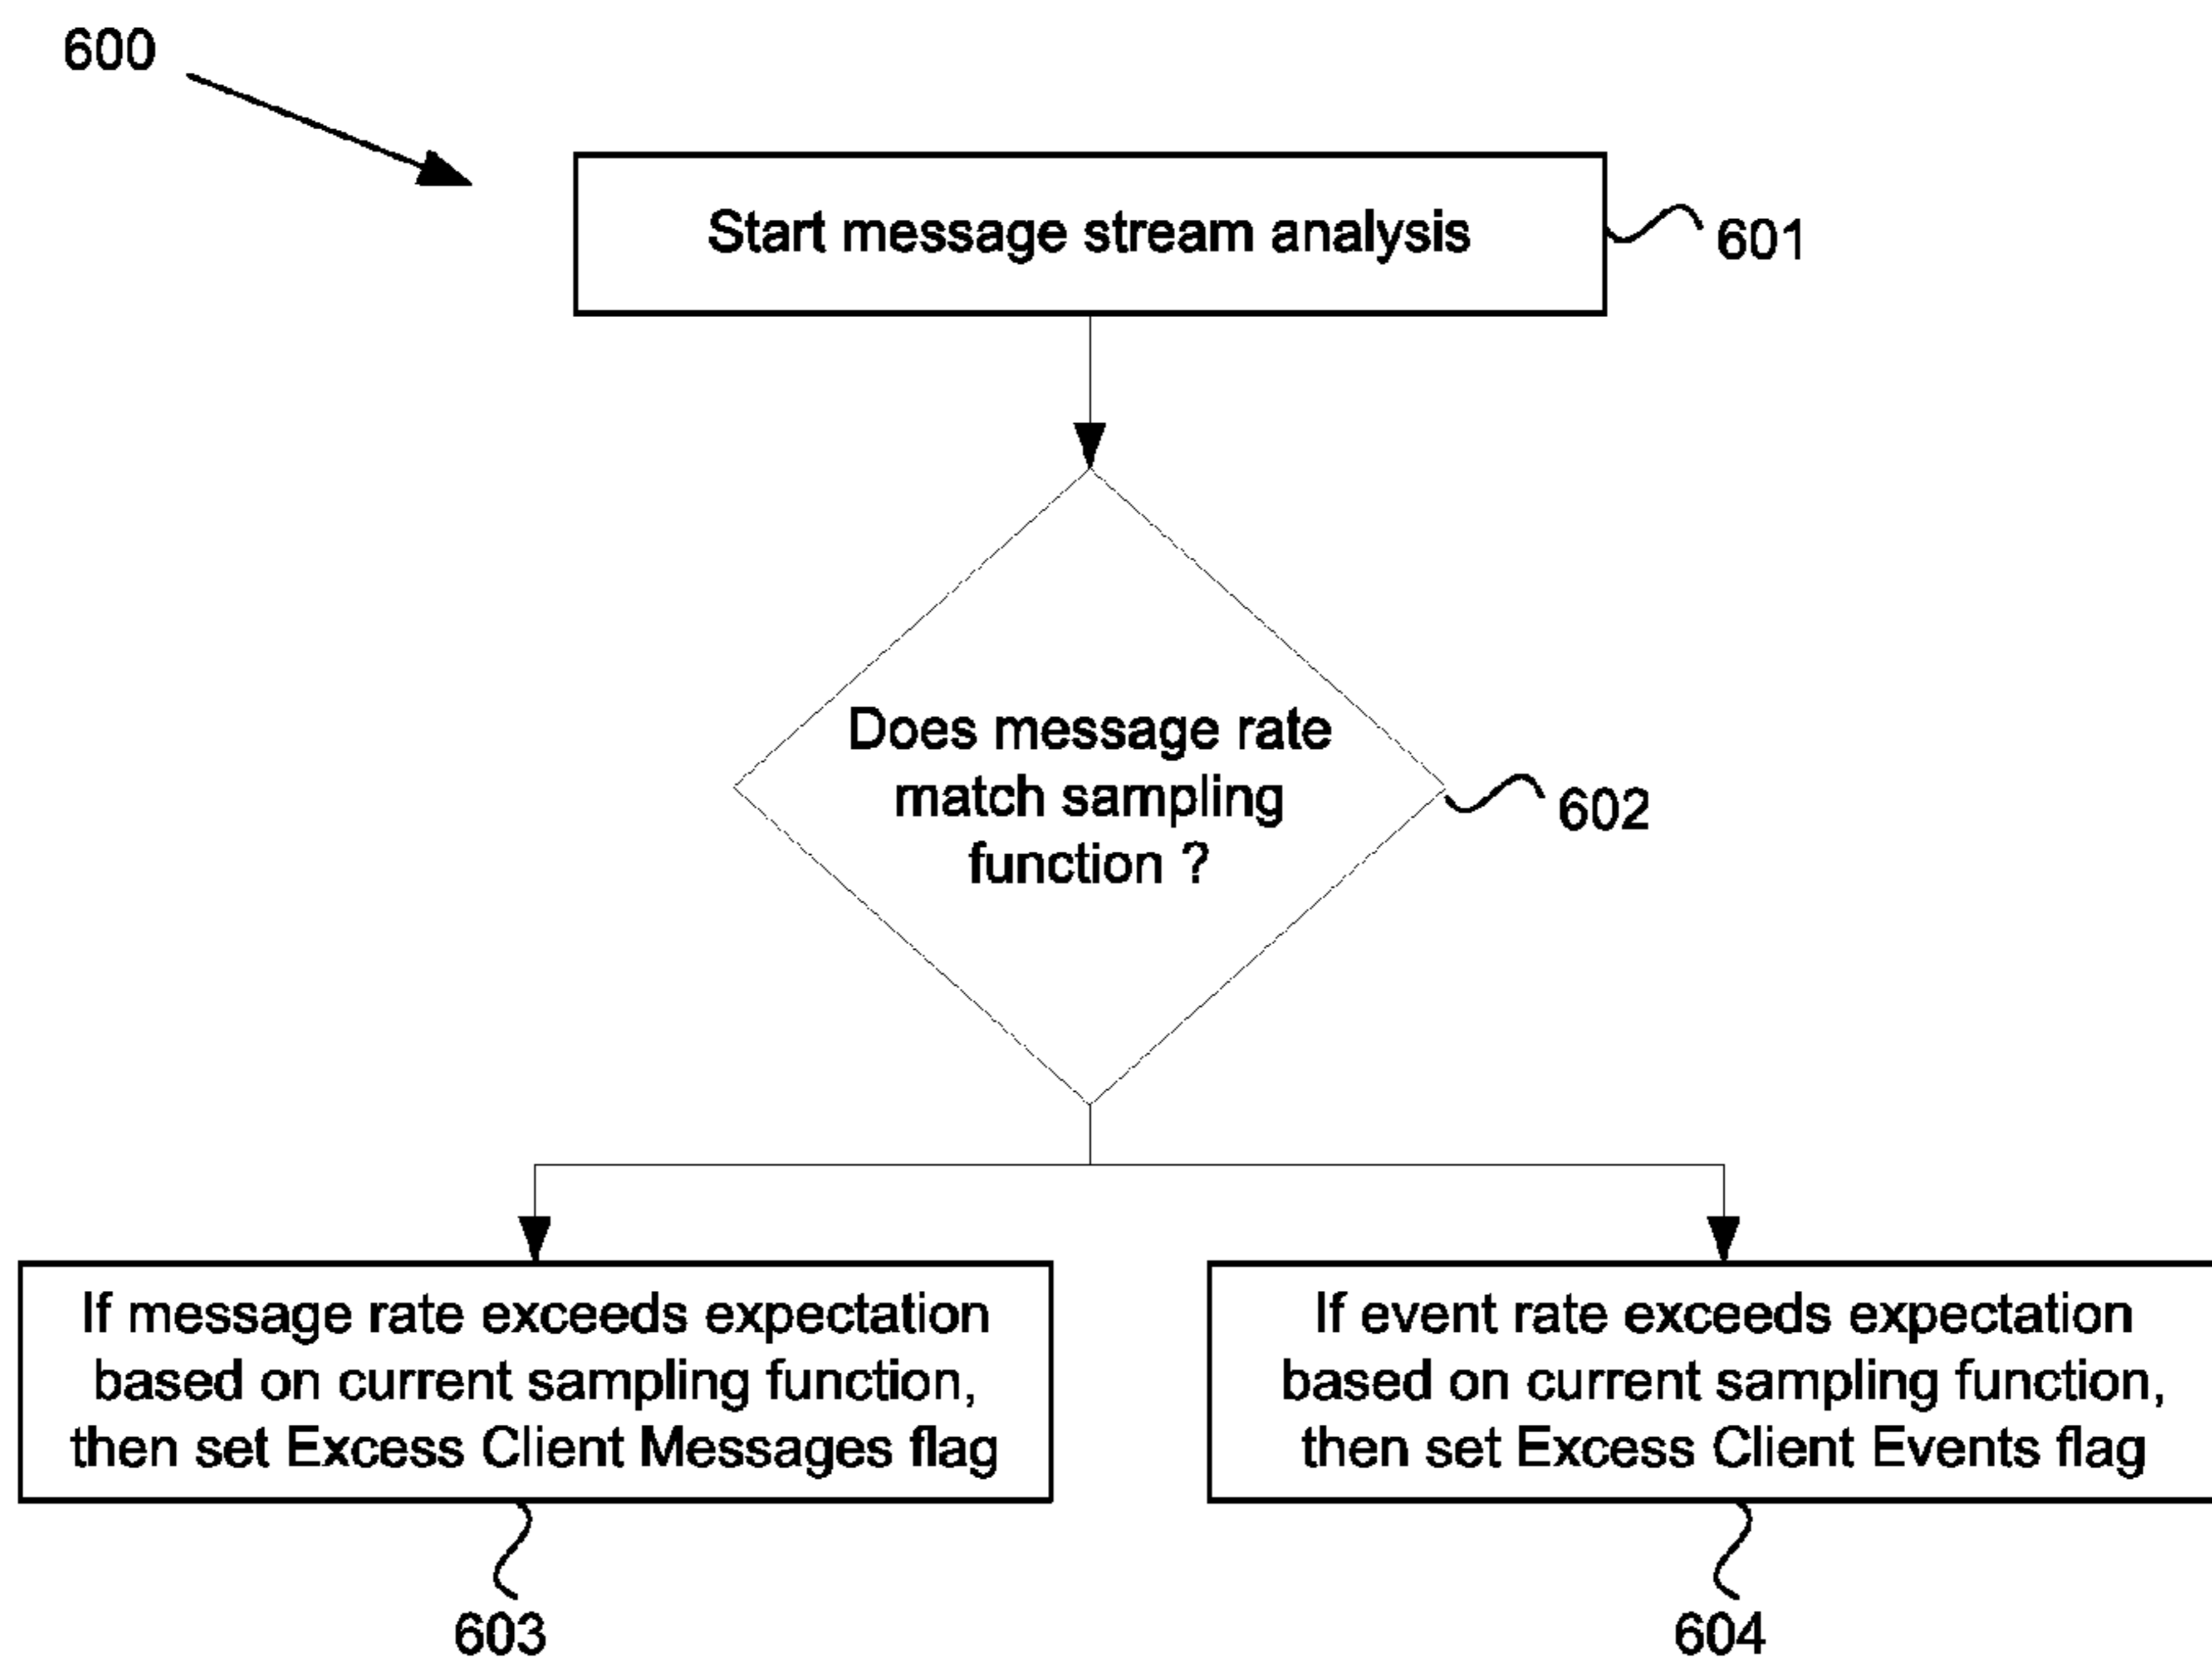 600
Start message stream analysis
601
Does message rate
match sampling
function ?
602
If message rate exceeds expectation
based on current sampling function,
then set Excess Client Messages flag
If event rate exceeds expectation
based on current sampling function,
then set Excess Client Events flag
603
604